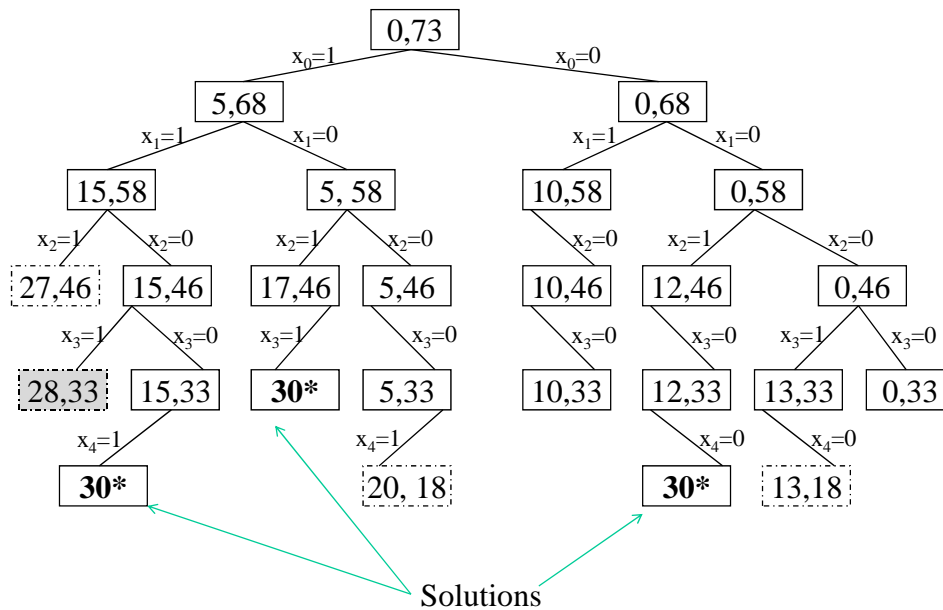 0,73
x0=1 x0=0
5,68 0,68
x1=1 x1=0 x1=1 x1=0
15,58 5, 58 10,58 0,58
x2=1 x2=0 x2=1 x2=0 x2=0 x2=1 x2=0
27,46 15,46 17,46 5,46 10,46 12,46 0,46
x3=1 x3=0 x3=1 x3=0 x3=0 x3=0 x3=1 x3=0
28,33 15,33 30* 5,33 10,33 12,33 13,33 0,33
x4=1 x4=1 x4=0 x4=0
30* 20, 18 30* 13,18
Solutions